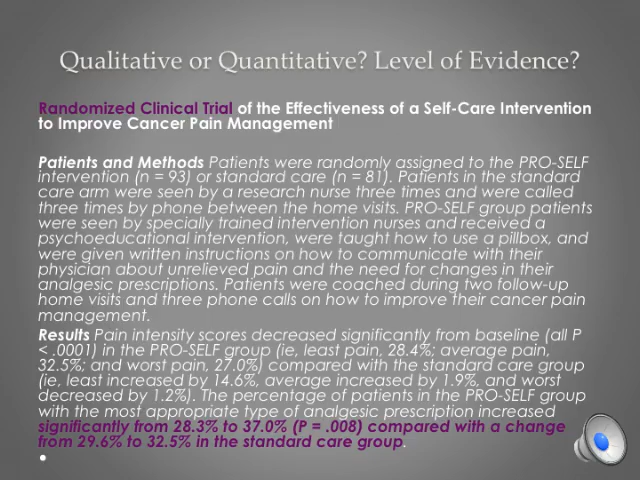 Qualitative or Quantitative? Level of Evidence?
Randomized Clinical Trial of the Effectiveness of a Self-Care Intervention
to Improve Cancer Pain Management
Patients and Methods Patients were randomly assigned to the PRO-SELF
intervention (n = 93) or standard care (n = 81). Patients in the standard
care arm were seen by a research nurse three times and were called
three times by phone between the home visits. PRO-SELF group patients
were seen by specially trained intervention nurses and received a
psychoeducational intervention, were taught how to use a pillbox, and
were given written instructions on how to communicate with their
physician about unrelieved pain and the need for changes in their
analgesic prescriptions. Patients were coached during two follow-up
home visits and three phone calls on how to improve their cancer pain
management.
Results Pain intensity scores decreased significantly from baseline (all P
< .0001) in the PRO-SELF group (ie, least pain, 28.4%; average pain,
32.5%; and worst pain, 27.0%) compared with the standard care group
(ie, least increased by 14.6%, average increased by 1.9%, and worst
decreased by 1.2%). The percentage of patients in the PRO-SELF group
with the most appropriate type of analgesic prescription increased
significantly from 28.3% to 37.0% (P = .008) compared with a change
from 29.6% to 32.5% in the standard care group.